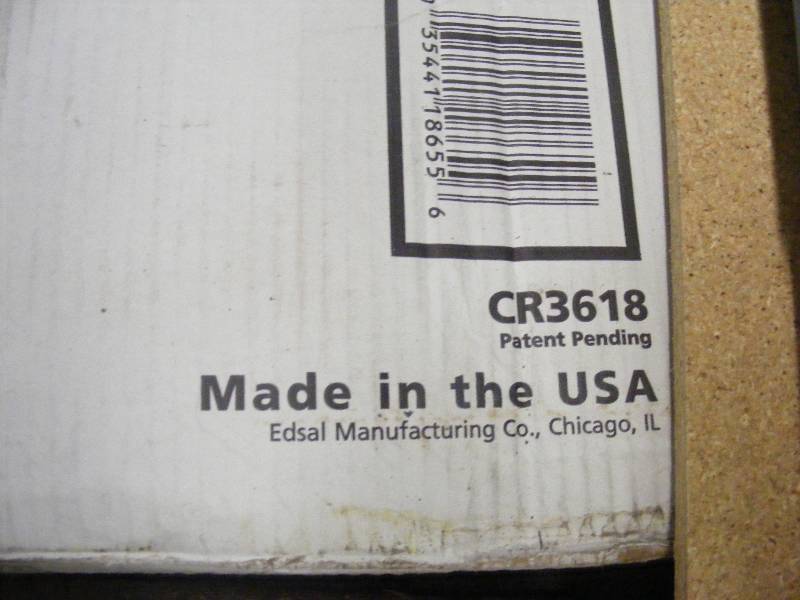 35441 18655 6
CR3618
Patent Pending
Made in the USA
Edsal Manufacturing Co., Chicago, IL